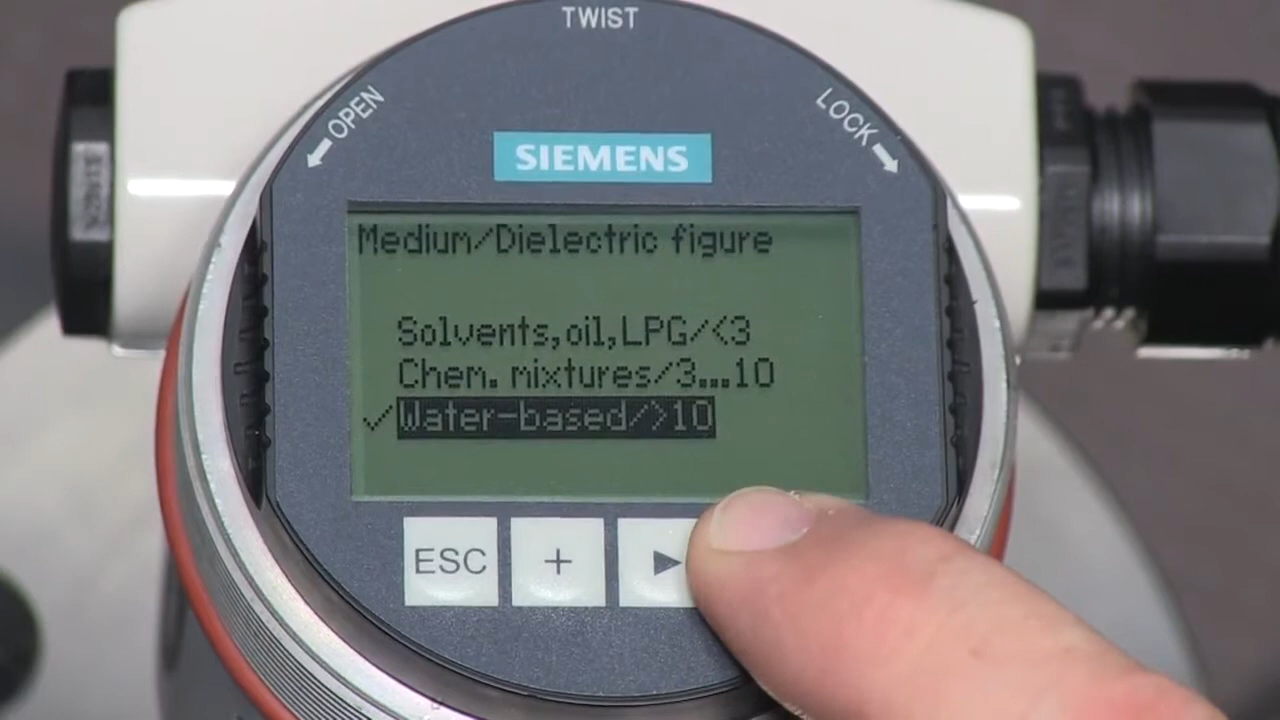 TWIST
OPEN
LOCK
SIEMENS
Medium/Dielectric figure
Solvents,oil,LPG/<3
Chem. mixtures/3...10
Water-based/>10
ESC
+